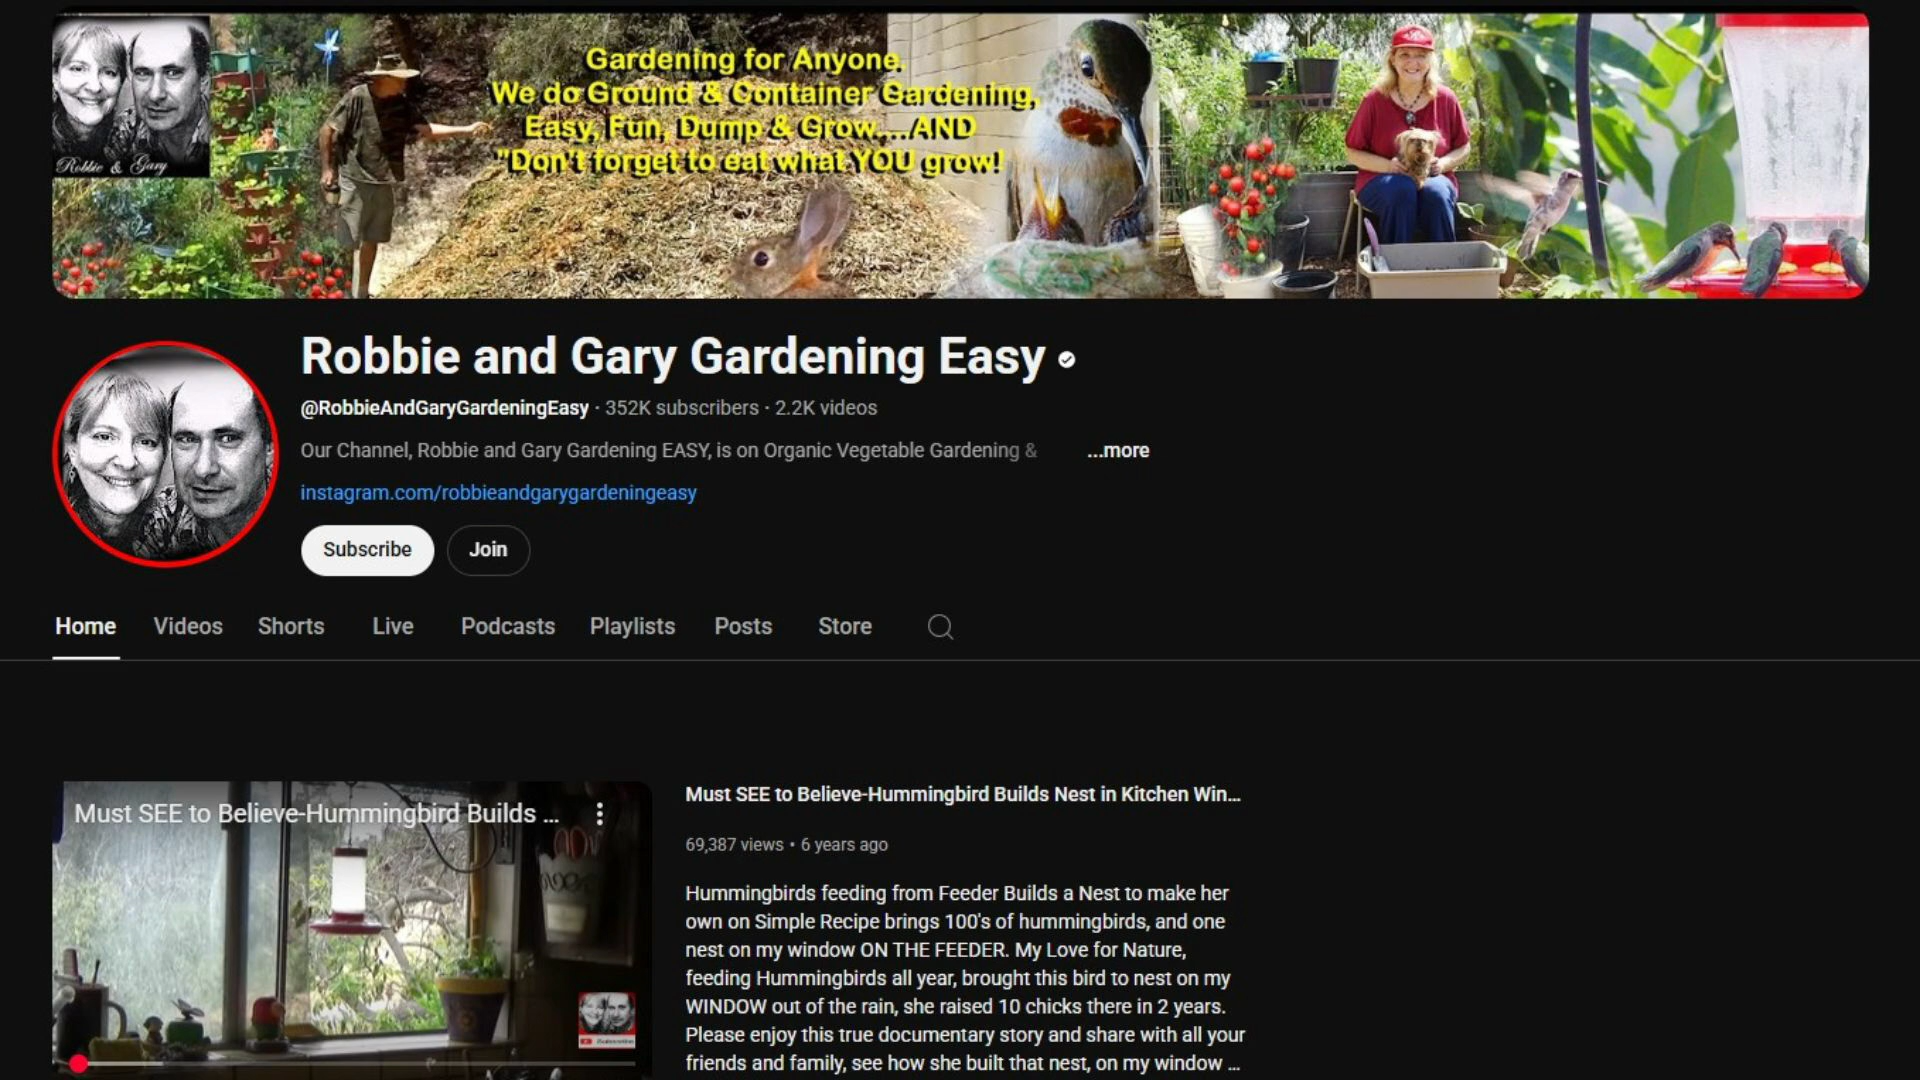 Robbie & Gary
Gardening for Anyone.
We do Ground & Container Gardening,
Easy, Fun, Dump & Grow....AND
"Don't forget to eat what YOU grow!
Robbie and Gary Gardening Easy
@RobbieAndGaryGardeningEasy · 352K subscribers · 2.2K videos
Our Channel, Robbie and Gary Gardening EASY, is on Organic Vegetable Gardening & ...more
instagram.com/robbieandgarygardeningeasy
Subscribe Join
Home Videos Shorts Live Podcasts Playlists Posts Store
Must SEE to Believe-Hummingbird Builds ...
Must SEE to Believe-Hummingbird Builds Nest in Kitchen Win...
69,387 views • 6 years ago
Hummingbirds feeding from Feeder Builds a Nest to make her
own on Simple Recipe brings 100's of hummingbirds, and one
nest on my window ON THE FEEDER. My Love for Nature,
feeding Hummingbirds all year, brought this bird to nest on my
WINDOW out of the rain, she raised 10 chicks there in 2 years.
Please enjoy this true documentary story and share with all your
friends and family, see how she built that nest, on my window ...